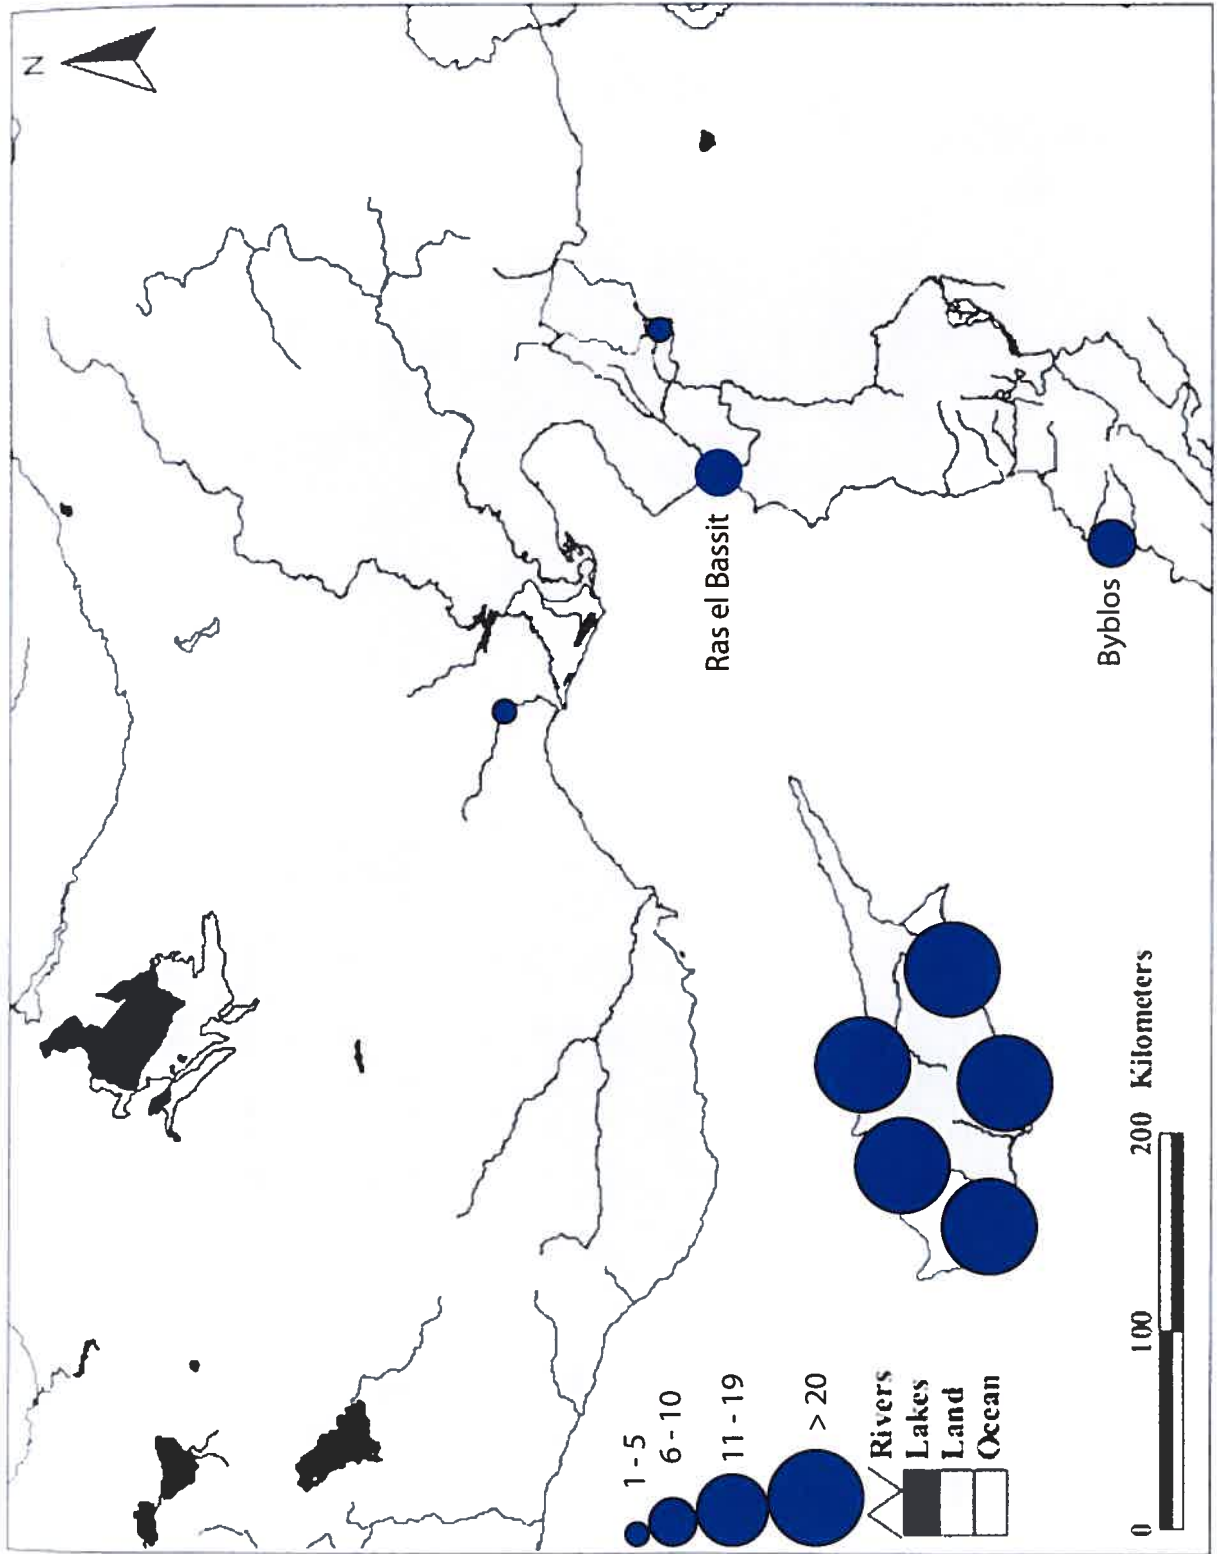 N
Ras el Bassit
Byblos
1 - 5
6 - 10
11 - 19
> 20
Rivers
Lakes
Land
Ocean
0 100 200 Kilometers